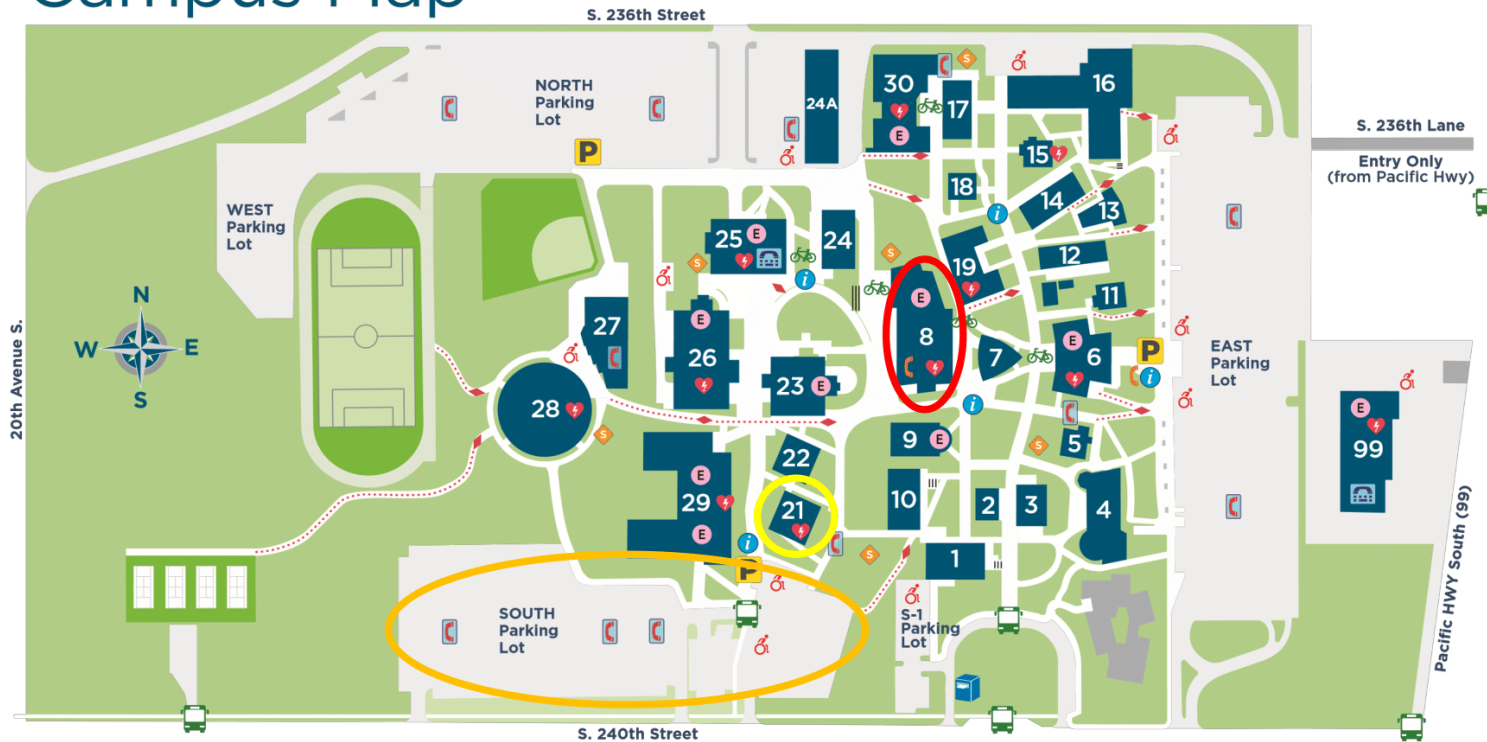 Campus Map
S. 236th Street
NORTH
Parking
Lot
P
24A
30
E
S
17
16
S. 236th Lane
Entry Only
(from Pacific Hwy)
15
18
14
13
i
WEST
Parking
Lot
25
E
S
24
i
S
19
12
11
N
W
E
S
27
E
26
E
8
7
E
6
P
i
EAST
Parking
Lot
20th Avenue S.
28
S
23
E
i
9
E
S
5
E
99
22
E
29
E
21
10
2
3
4
i
P
S
1
SOUTH
Parking
Lot
S-1
Parking
Lot
Pacific HWY South (99)
S. 240th Street